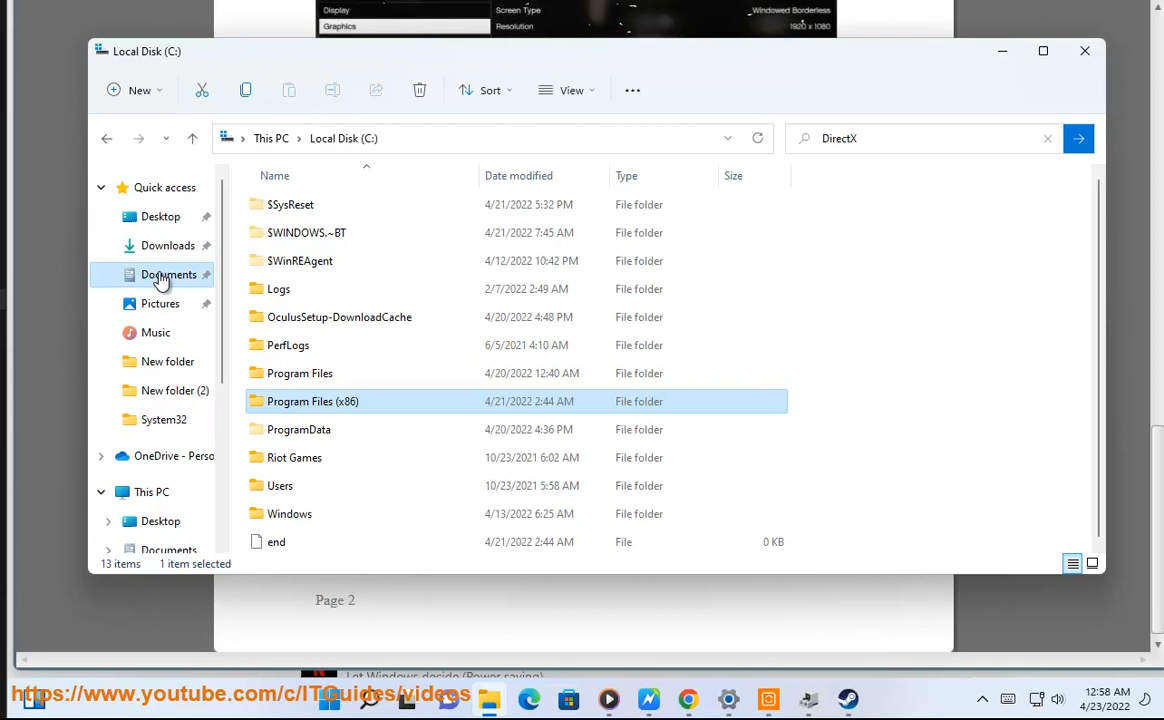 Display Screen Type Windowed Borderless
Graphics Resolution 1920 x 1080
Local Disk (C:)
New Sort View
This PC > Local Disk (C:) DirectX
Name Date modified Type Size
Quick access
Desktop
Downloads
Documents
Pictures
Music
New folder
New folder (2)
System32
OneDrive - Perso
This PC
Desktop
Documents
$SysReset 4/21/2022 5:32 PM File folder
$WINDOWS.~BT 4/21/2022 7:45 AM File folder
$WinREAgent 4/12/2022 10:42 PM File folder
Logs 2/7/2022 2:49 AM File folder
OculusSetup-DownloadCache 4/20/2022 4:48 PM File folder
PerfLogs 6/5/2021 4:10 AM File folder
Program Files 4/20/2022 12:40 AM File folder
Program Files (x86) 4/21/2022 2:44 AM File folder
ProgramData 4/20/2022 4:36 PM File folder
Riot Games 10/23/2021 6:02 AM File folder
Users 10/23/2021 5:58 AM File folder
Windows 4/13/2022 6:25 AM File folder
end 4/21/2022 2:44 AM File 0 KB
13 items 1 item selected
Page 2
Let Windows decide (Power saving)
https://www.youtube.com/c/ITGuides/videos
12:58 AM
4/23/2022